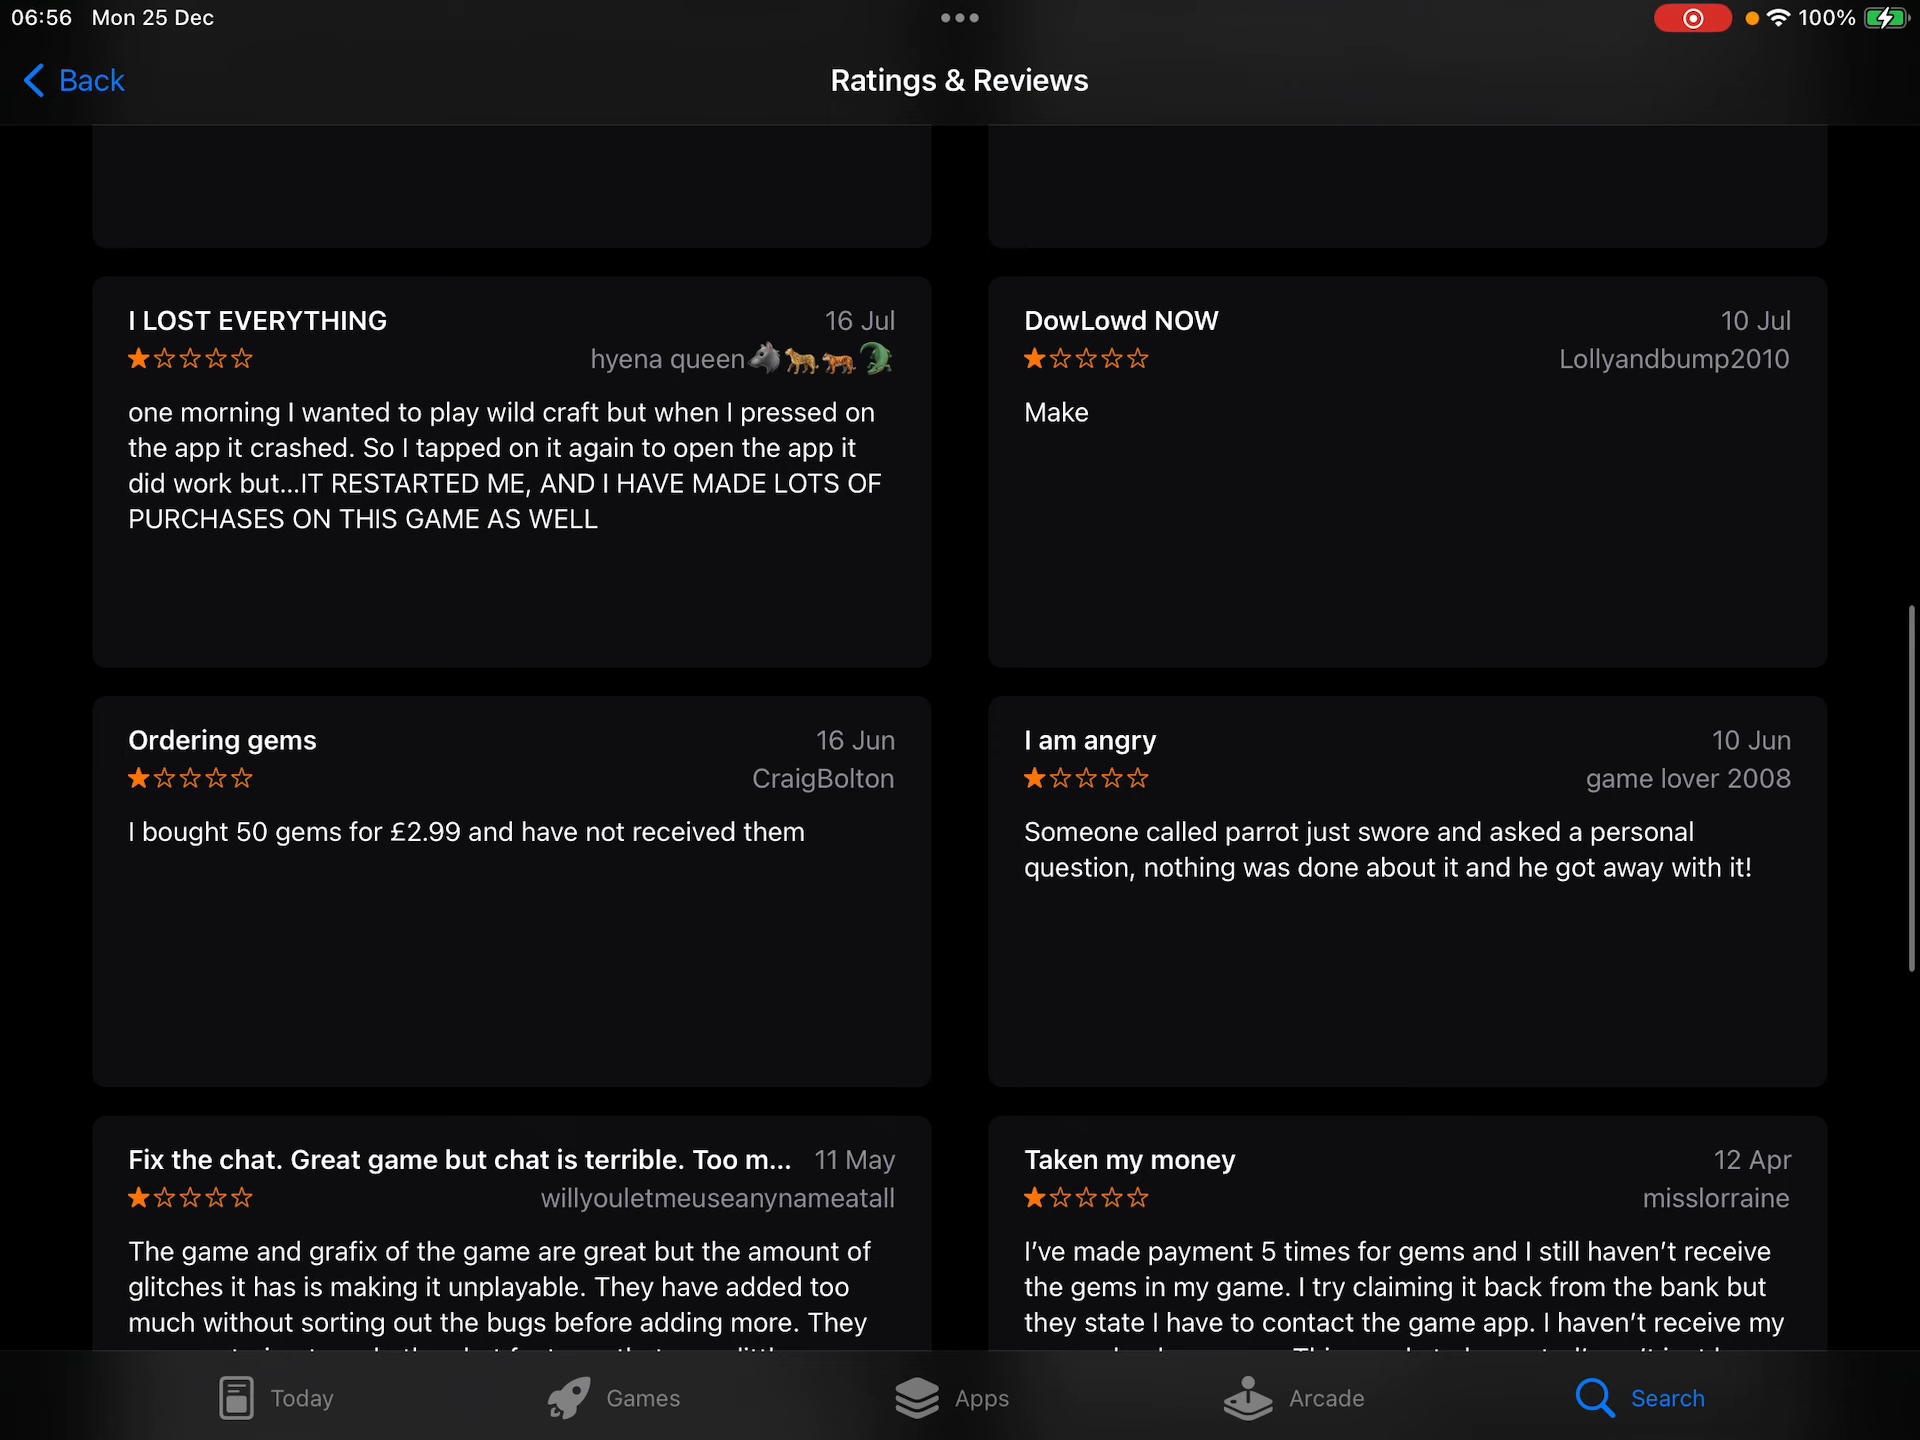 06:56 Mon 25 Dec
100%
Back
Ratings & Reviews
I LOST EVERYTHING
16 Jul
hyena queen🐺🐆🐅🐊
one morning I wanted to play wild craft but when I pressed on
the app it crashed. So I tapped on it again to open the app it
did work but...IT RESTARTED ME, AND I HAVE MADE LOTS OF
PURCHASES ON THIS GAME AS WELL
DowLowd NOW
10 Jul
Lollyandbump2010
Make
Ordering gems
16 Jun
CraigBolton
I bought 50 gems for £2.99 and have not received them
I am angry
10 Jun
game lover 2008
Someone called parrot just swore and asked a personal
question, nothing was done about it and he got away with it!
Fix the chat. Great game but chat is terrible. Too m...
11 May
willyouletmeuseanynameatall
The game and grafix of the game are great but the amount of
glitches it has is making it unplayable. They have added too
much without sorting out the bugs before adding more. They
Taken my money
12 Apr
misslorraine
I’ve made payment 5 times for gems and I still haven’t receive
the gems in my game. I try claiming it back from the bank but
they state I have to contact the game app. I haven’t receive my
Today
Games
Apps
Arcade
Search